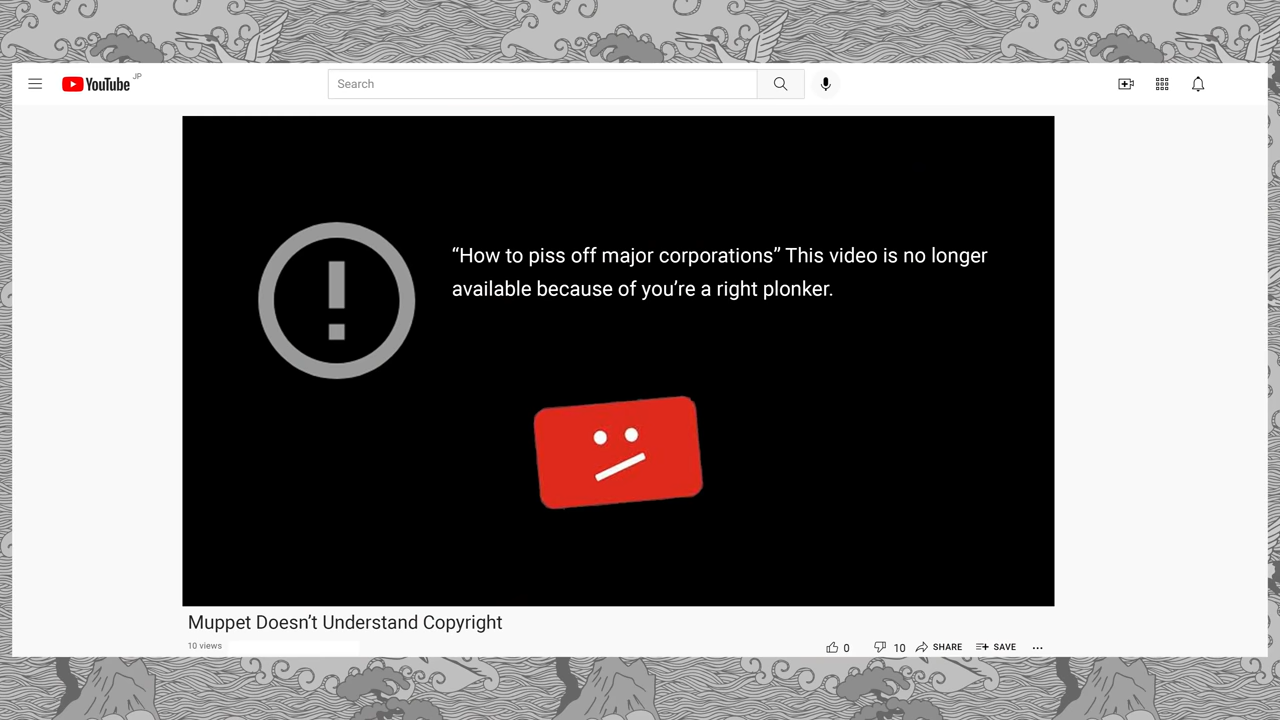 YouTube JP
Search
“How to piss off major corporations” This video is no longer
available because of you’re a right plonker.
Muppet Doesn’t Understand Copyright
10 views
0 10 SHARE SAVE